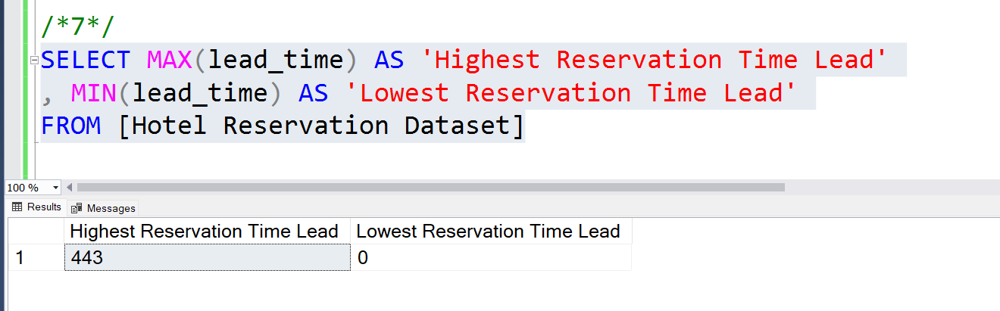 /*7*/
SELECT MAX(lead_time) AS 'Highest Reservation Time Lead'
, MIN(lead_time) AS 'Lowest Reservation Time Lead'
FROM [Hotel Reservation Dataset]
100 %
Results Messages
Highest Reservation Time Lead Lowest Reservation Time Lead
1 443 0